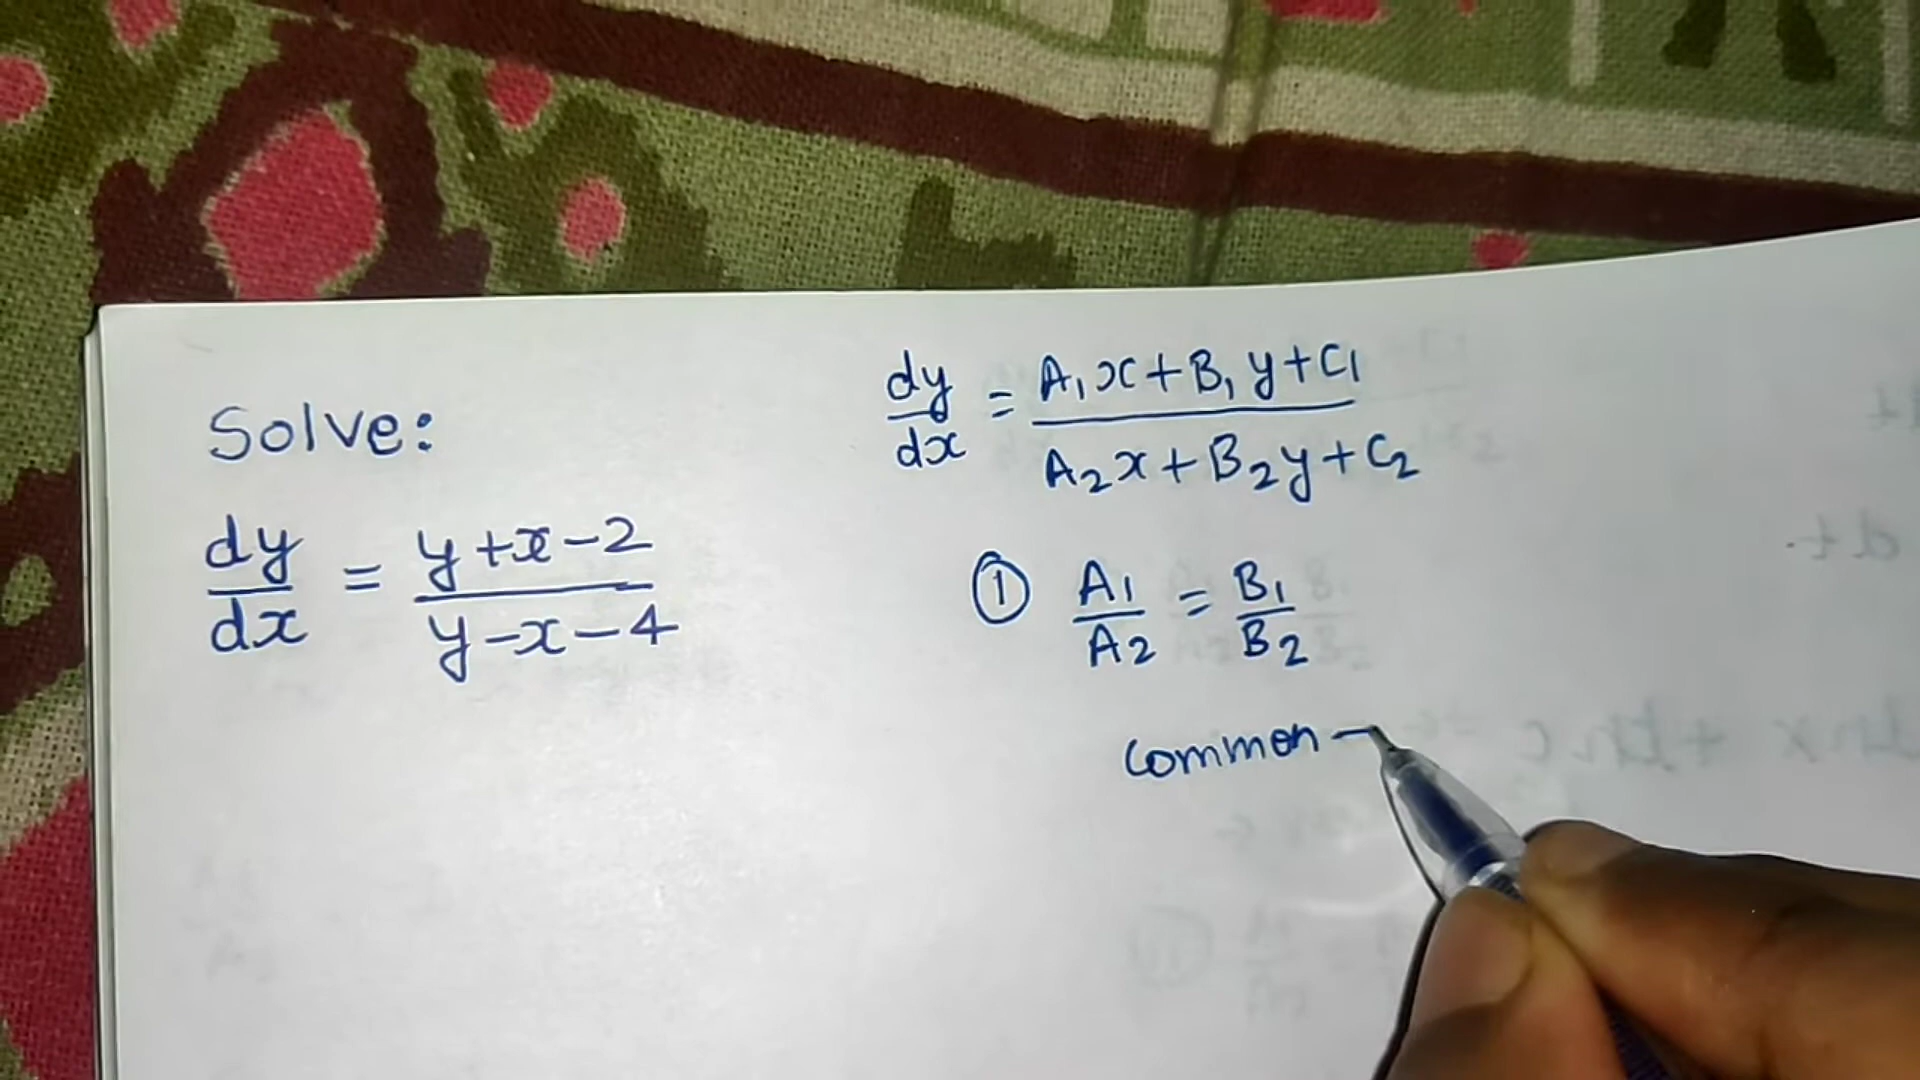 Solve:
dy/dx = (y+x-2)/(y-x-4)
dy/dx = (A₁x+B₁y+C₁)/(A₂x+B₂y+C₂)
① A₁/A₂ = B₁/B₂
common -